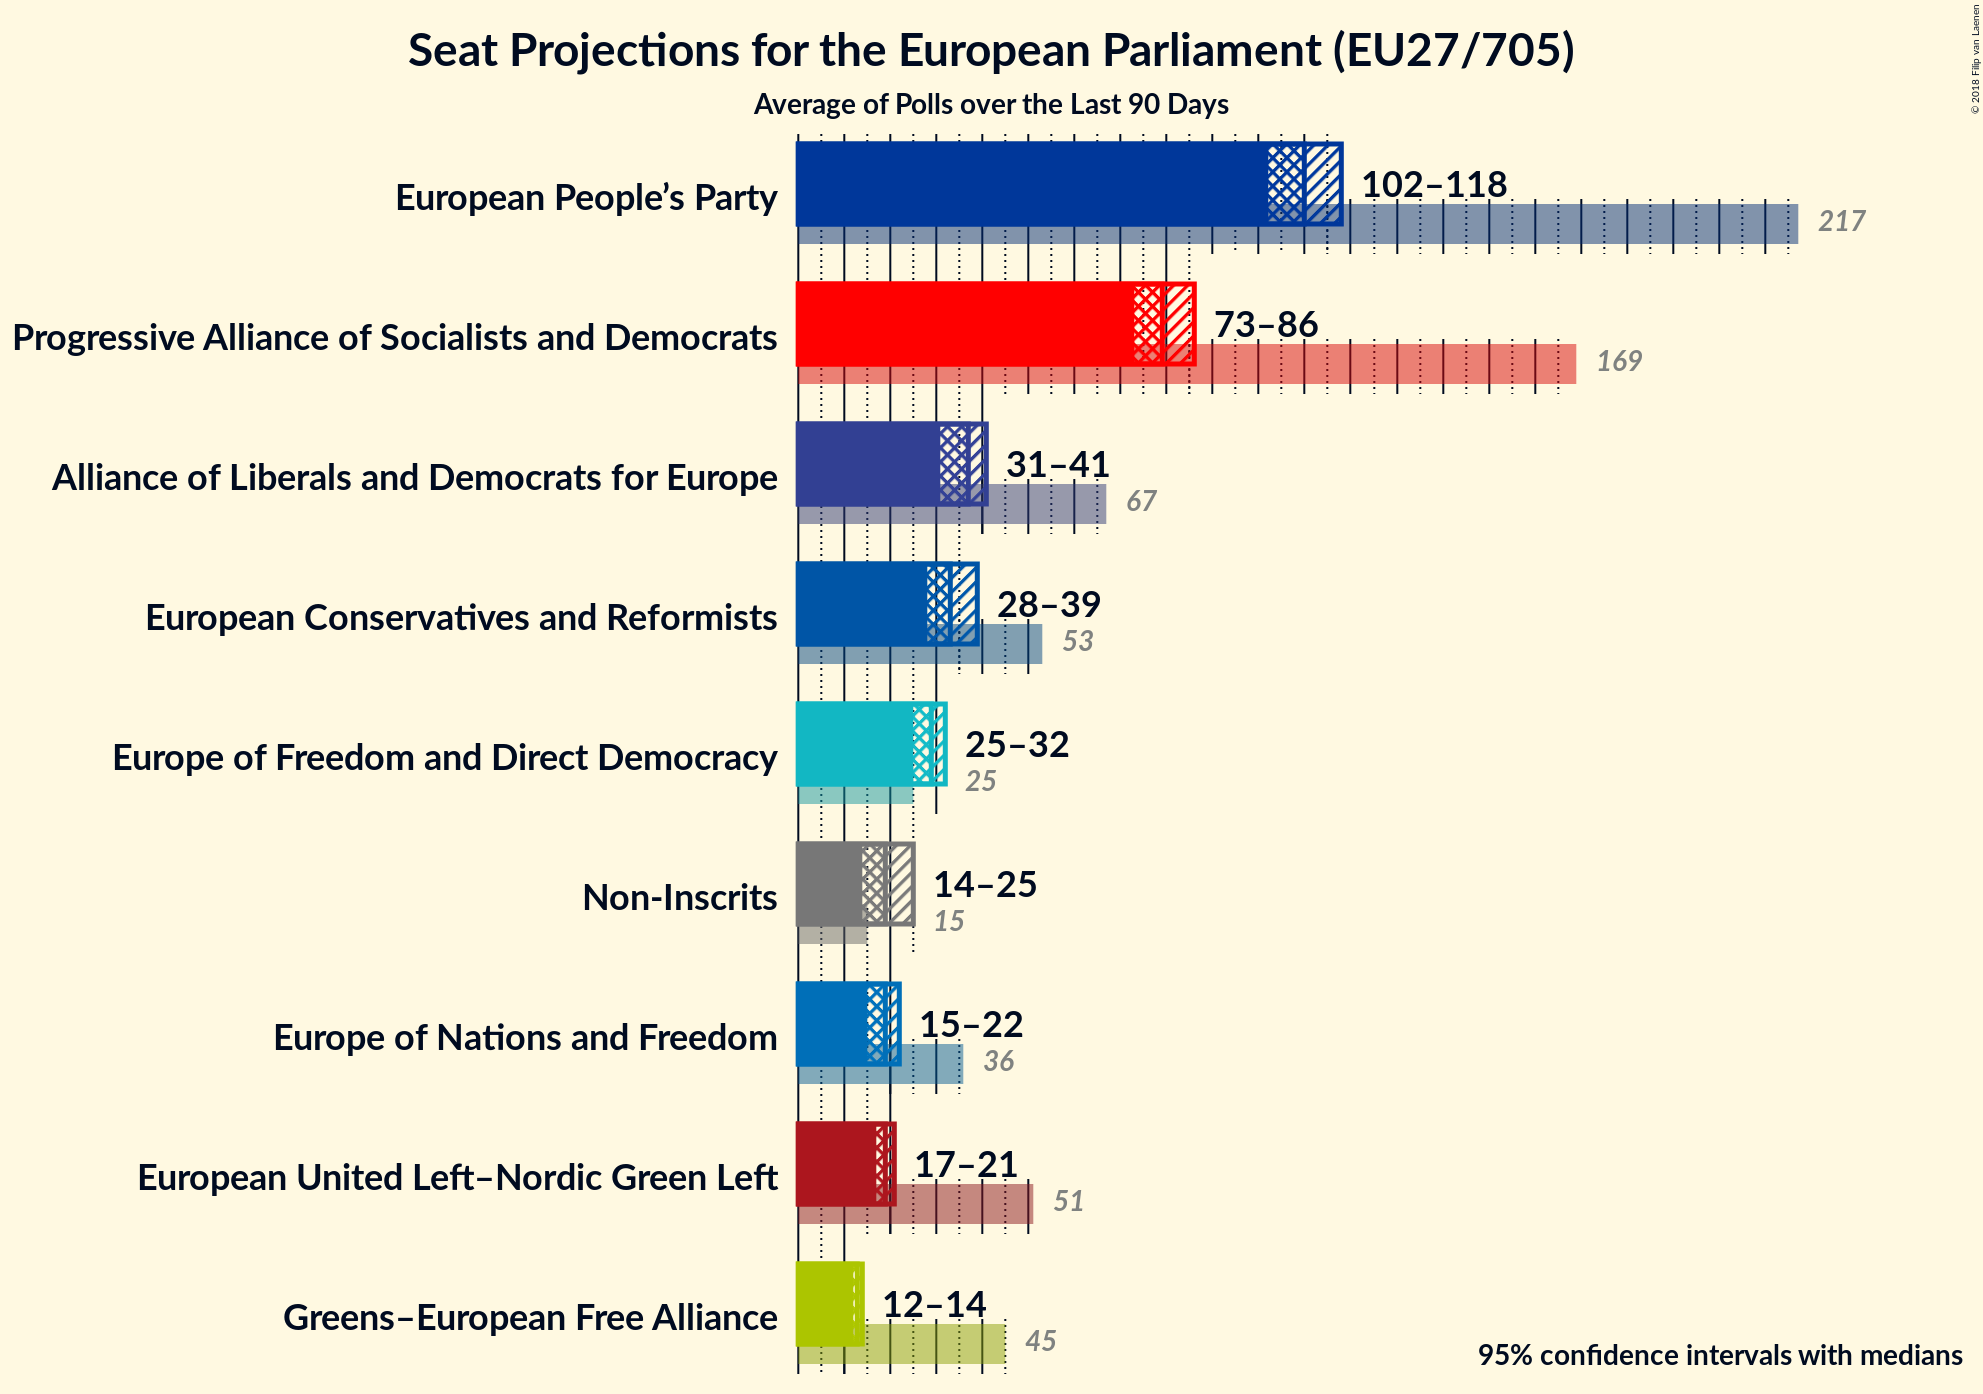 Seat Projections for the European Parliament (EU27/705)
Average of Polls over the Last 90 Days
© 2018 Filip van Laenen
European People’s Party
102–118
217
Progressive Alliance of Socialists and Democrats
73–86
169
Alliance of Liberals and Democrats for Europe
31–41
67
European Conservatives and Reformists
28–39
53
Europe of Freedom and Direct Democracy
25–32
25
Non-Inscrits
14–25
15
Europe of Nations and Freedom
15–22
36
European United Left–Nordic Green Left
17–21
51
Greens–European Free Alliance
12–14
45
95% confidence intervals with medians